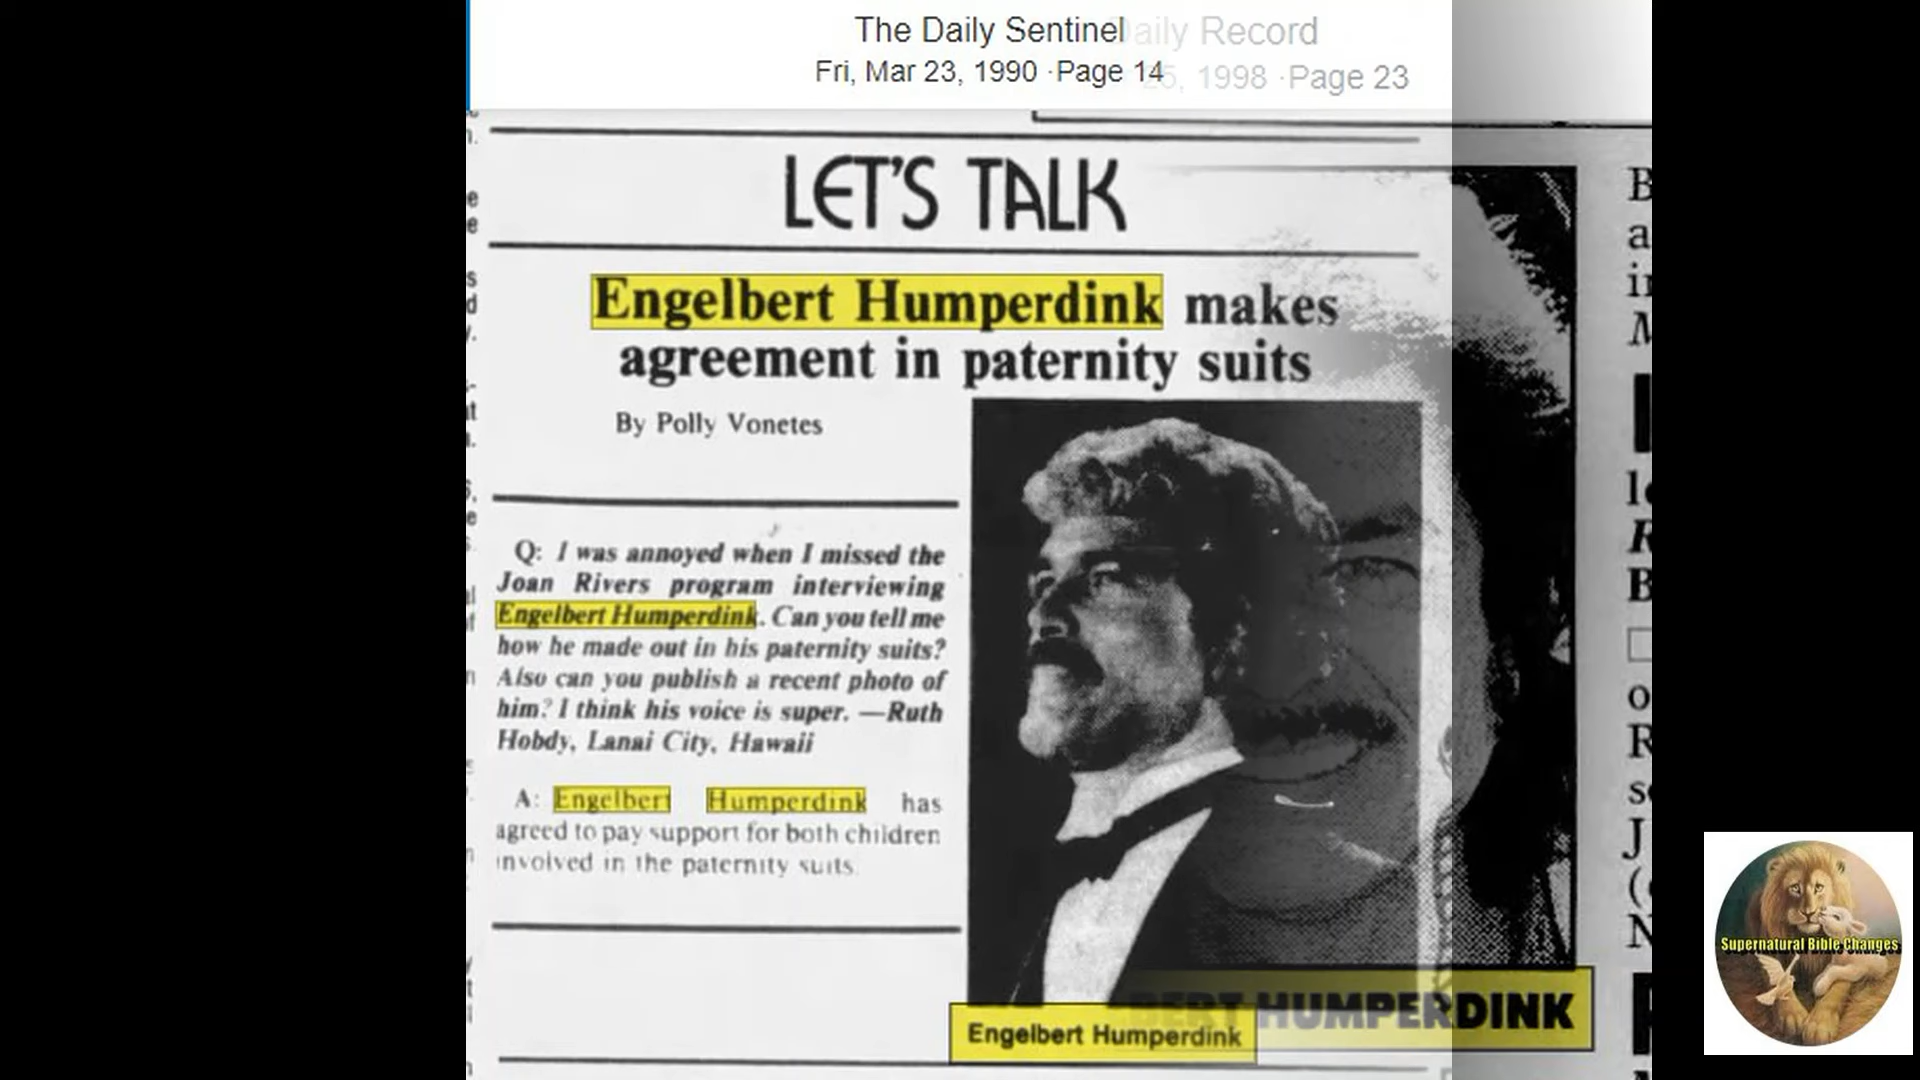 The Daily Sentinel
Daily Record
Fri, Mar 23, 1990 ·Page 14
, 1998 ·Page 23
LET'S TALK
Engelbert Humperdink makes
agreement in paternity suits
By Polly Vonetes
Q: I was annoyed when I missed the
Joan Rivers program interviewing
Engelbert Humperdink. Can you tell me
how he made out in his paternity suits?
Also can you publish a recent photo of
him? I think his voice is super. —Ruth
Hobdy, Lanai City, Hawaii
A: Engelbert Humperdink has
agreed to pay support for both children
involved in the paternity suits.
BERT HUMPERDINK
Engelbert Humperdink
Supernatural Bible Changes